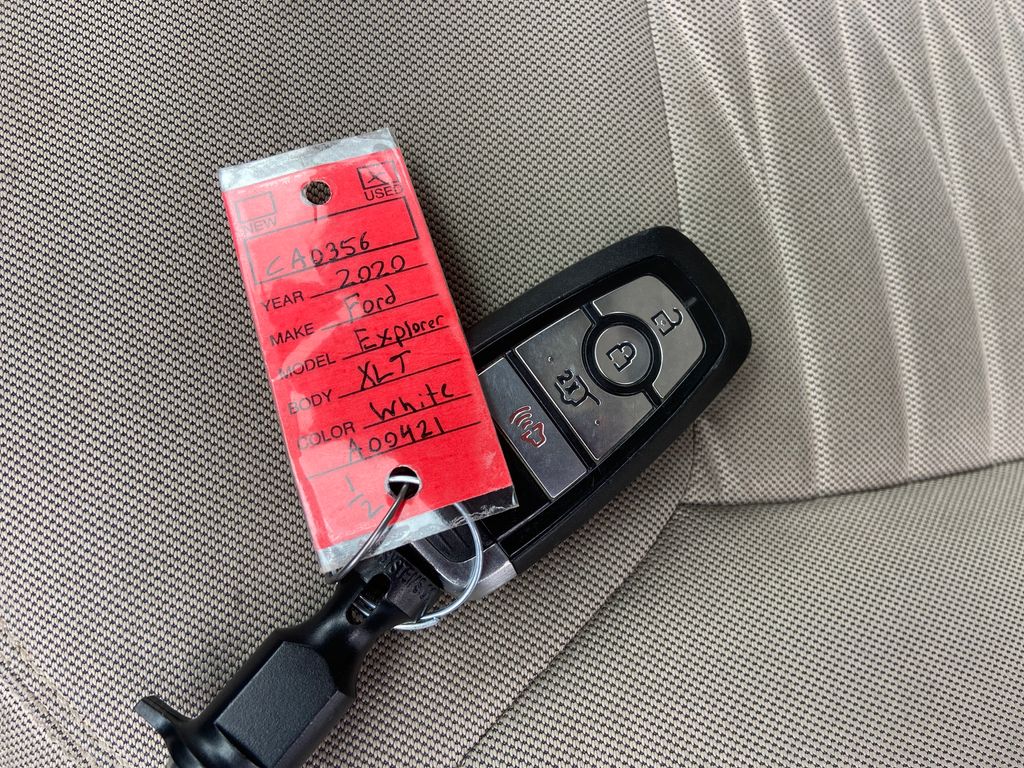 NEW
X
USED
CA0356
YEAR 2020
MAKE Ford
MODEL Explorer
BODY XLT
COLOR White
A09421
1/2